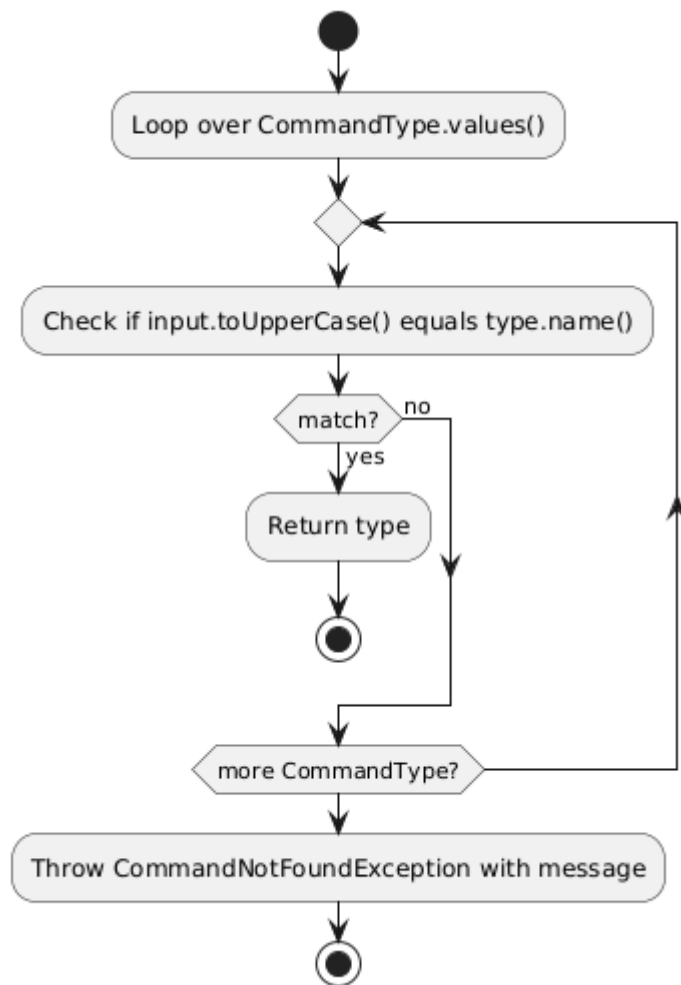 Loop over CommandType.values()
Check if input.toUpperCase() equals type.name()
match?
no
yes
Return type
more CommandType?
Throw CommandNotFoundException with message